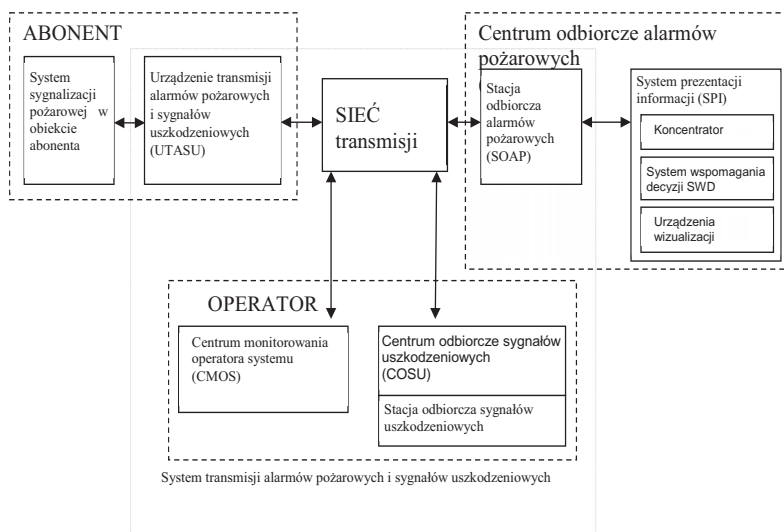 ABONENT
System
sygnalizacji
pożarowej w
obiekcie
abonenta
Urządzenie transmisji
alarmów pożarowych
i sygnałów
uszkodzeniowych
(UTASU)
SIEĆ
transmisji
Centrum odbiorcze alarmów
pożarowych
Stacja
odbiorcza
alarmów
pożarowych
(SOAP)
System prezentacji
informacji (SPI)
Koncentrator
System wspomagania
decyzji SWD
Urządzenia
wizualizacji
OPERATOR
Centrum monitorowania
operatora systemu
(CMOS)
Centrum odbiorcze sygnałów
uszkodzeniowych
(COSU)
Stacja odbiorcza sygnałów
uszkodzeniowych
System transmisji alarmów pożarowych i sygnałów uszkodzeniowych